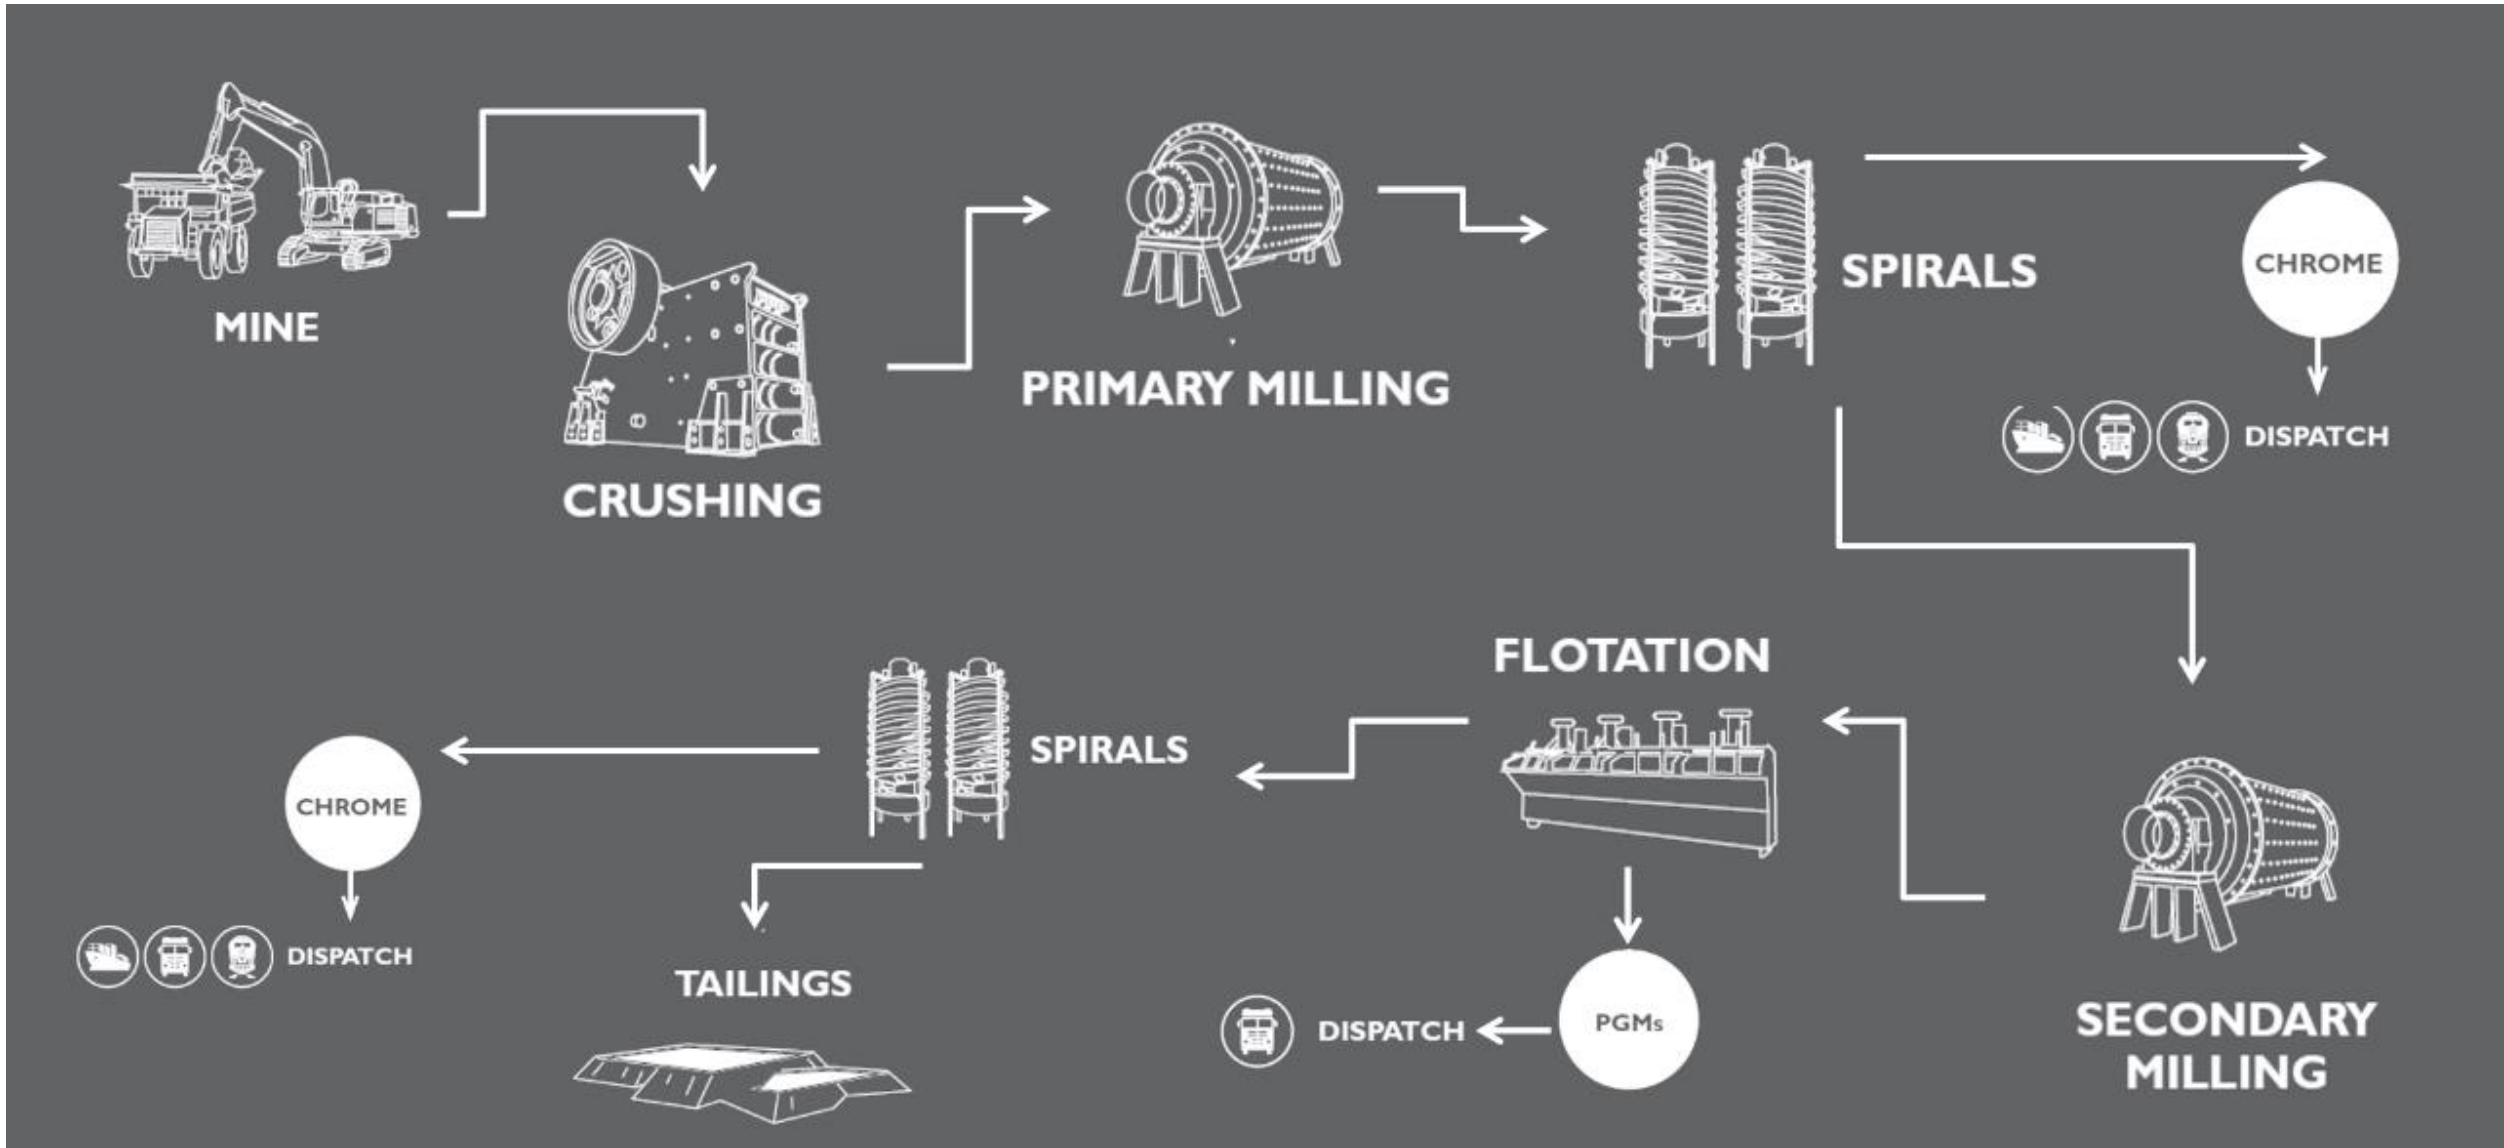 MINE
CRUSHING
PRIMARY MILLING
SPIRALS
CHROME
DISPATCH
SECONDARY
MILLING
FLOTATION
PGMs
DISPATCH
SPIRALS
CHROME
DISPATCH
TAILINGS